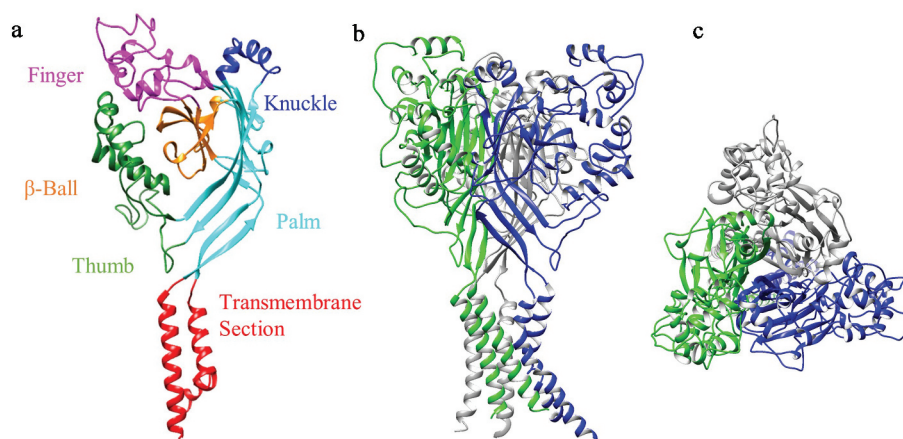 a
b
c
Finger
Knuckle
β-Ball
Palm
Thumb
Transmembrane
Section